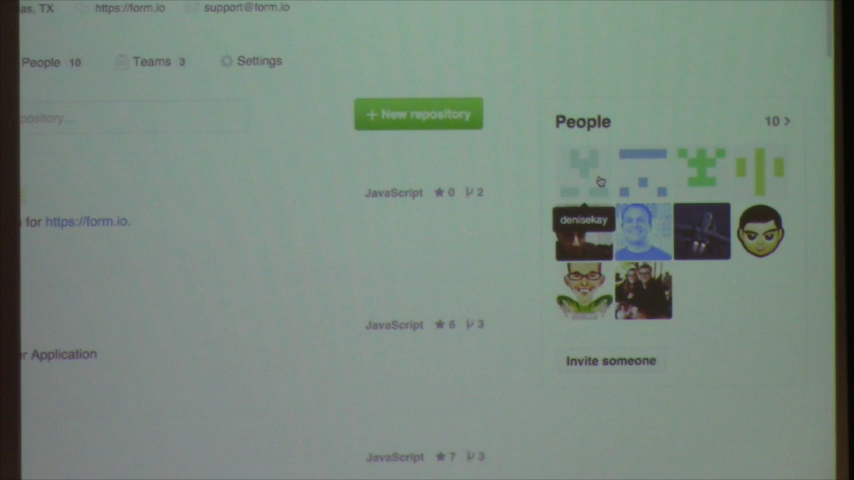 as, TX https://form.io support@form.io
People 10 Teams 3 Settings
pository...
+ New repository
People 10 >
JavaScript 0 2
for https://form.io.
denisekay
JavaScript 6 3
r Application
Invite someone
JavaScript 7 3